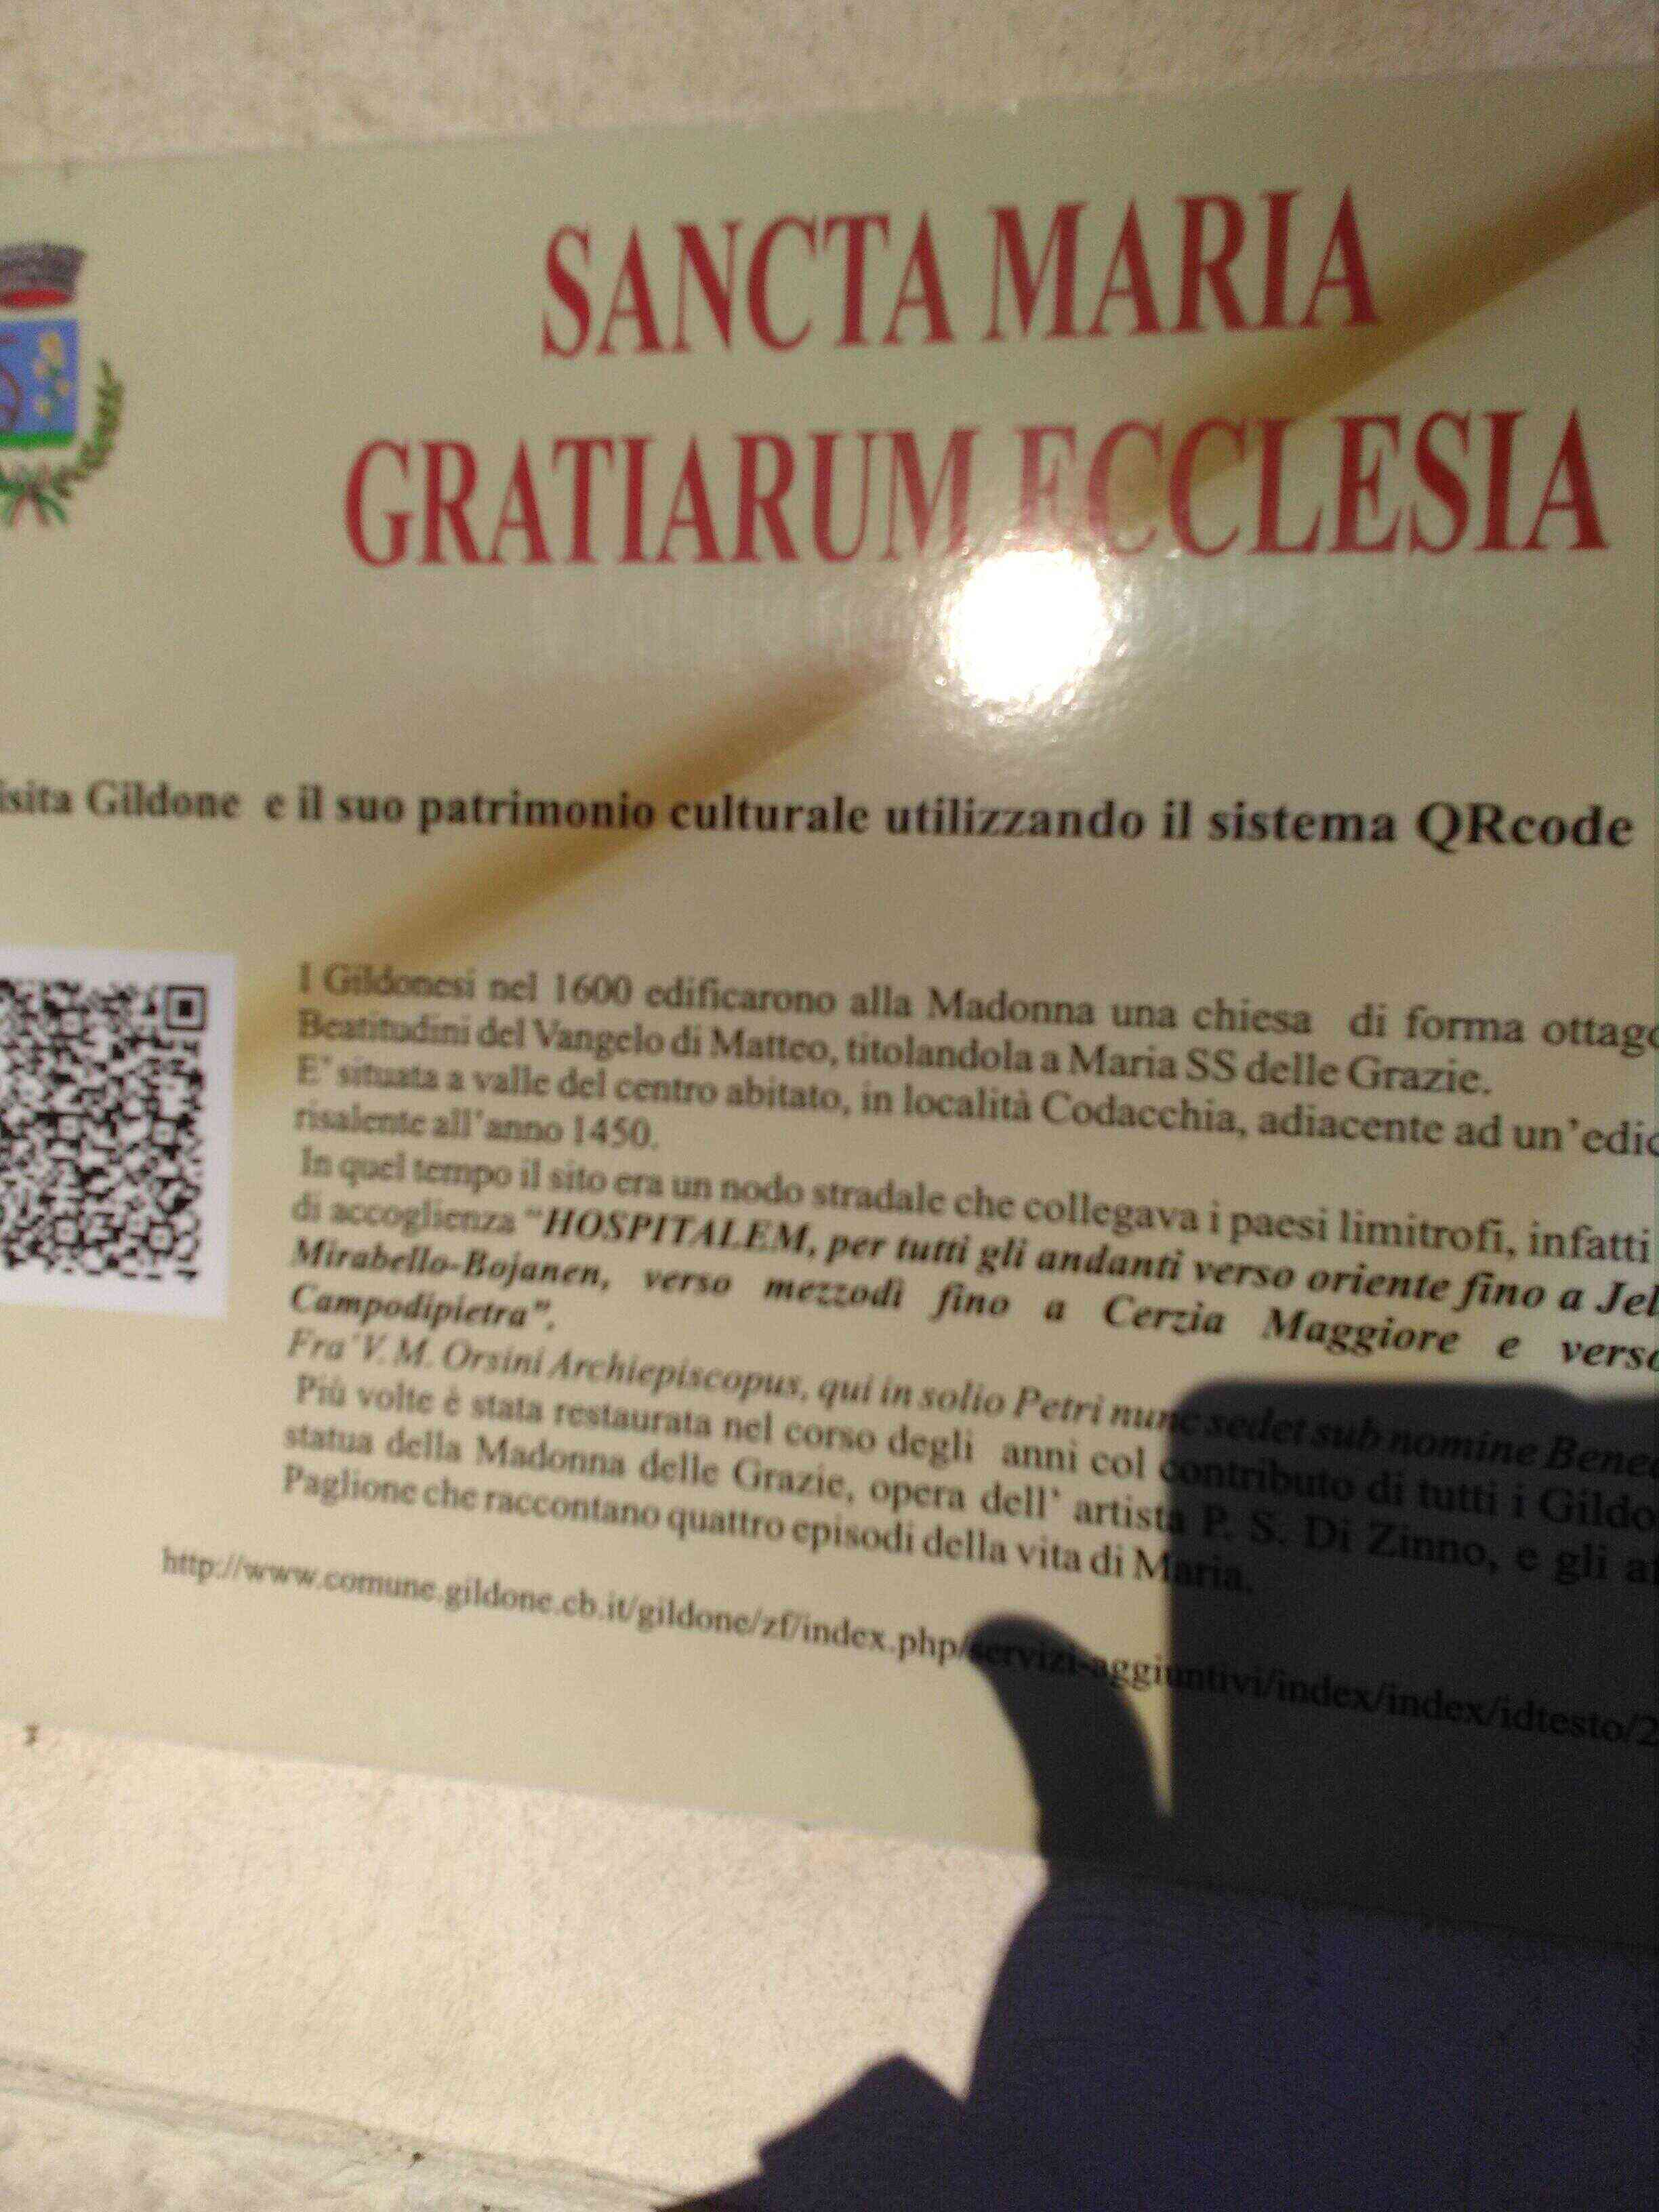 SANCTA MARIA
GRATIARUM ECCLESIA
isita Gildone e il suo patrimonio culturale utilizzando il sistema QRcode
I Gildonesi nel 1600 edificarono alla Madonna una chiesa di forma ottago
Beatitudini del Vangelo di Matteo, titolandola a Maria SS delle Grazie.
E' situata a valle del centro abitato, in località Codacchia, adiacente ad un'edic
risalente all'anno 1450.
In quel tempo il sito era un nodo stradale che collegava i paesi limitrofi, infatti
di accoglienza "HOSPITALEM, per tutti gli andanti verso oriente fino a Jel
Mirabello-Bojanen, verso mezzodì fino a Cerzia Maggiore e verso
Campodipietra".
Fra' V. M. Orsini Archiepiscopus, qui in solio Petri nunc sedet sub nomine Bened
Più volte è stata restaurata nel corso degli anni col contributo di tutti i Gildo
statua della Madonna delle Grazie, opera dell' artista P. S. Di Zinno, e gli af
Paglione che raccontano quattro episodi della vita di Maria.
http://www.comune.gildone.cb.it/gildone/zf/index.php/servizi-aggiuntivi/index/index/idtesto/2